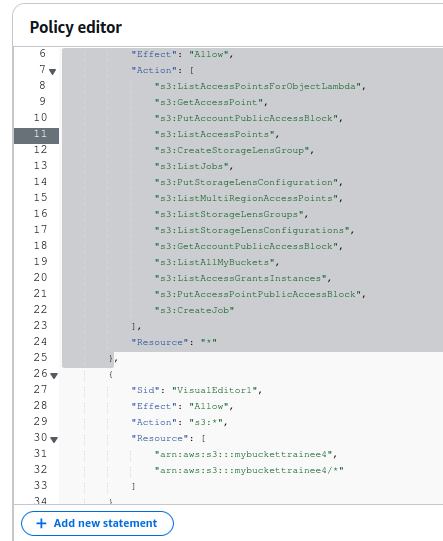 Policy editor
6 "Effect": "Allow",
7 "Action": [
8 "s3:ListAccessPointsForObjectLambda",
9 "s3:GetAccessPoint",
10 "s3:PutAccountPublicAccessBlock",
11 "s3:ListAccessPoints",
12 "s3:CreateStorageLensGroup",
13 "s3:ListJobs",
14 "s3:PutStorageLensConfiguration",
15 "s3:ListMultiRegionAccessPoints",
16 "s3:ListStorageLensGroups",
17 "s3:ListStorageLensConfigurations",
18 "s3:GetAccountPublicAccessBlock",
19 "s3:ListAllMyBuckets",
20 "s3:ListAccessGrantsInstances",
21 "s3:PutAccessPointPublicAccessBlock",
22 "s3:CreateJob"
23 ],
24 "Resource": "*"
25 },
26 {
27 "Sid": "VisualEditor1",
28 "Effect": "Allow",
29 "Action": "s3:*",
30 "Resource": [
31 "arn:aws:s3:::mybuckettrainee4",
32 "arn:aws:s3:::mybuckettrainee4/*"
33 ]
34 }
+ Add new statement